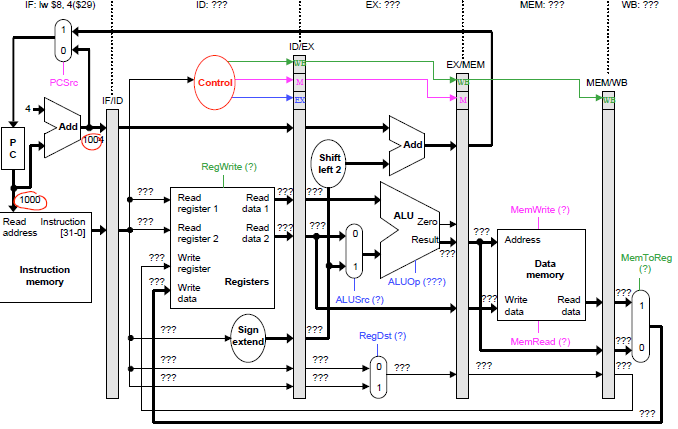 IF: lw $8, 4($29)
ID: ???
EX: ???
MEM: ???
WB: ???
1
0
PCSrc
Control
ID/EX
WB
M
EX
EX/MEM
WB
M
MEM/WB
WB
4
Add
1004
IF/ID
P
C
1000
Read
address
Instruction
[31-0]
Instruction
memory
RegWrite (?)
???
Read
register 1
Read
data 1
???
???
Read
register 2
Read
data 2
???
???
Write
register
???
Write
data
Registers
Shift
left 2
Add
???
???
0
1
ALUSrc (?)
ALU
Zero
Result
???
ALUOp (???)
MemWrite (?)
Address
Data
memory
???
Write
data
Read
data
MemRead (?)
MemToReg
(?)
???
1
???
0
???
Sign
extend
???
???
???
???
???
RegDst (?)
0
1
???
???
???